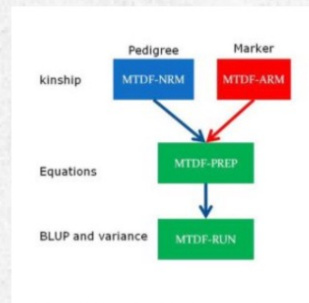 Pedigree Marker
kinship MTDF-NRM MTDF-ARM
Equations MTDF-PREP
BLUP and variance MTDF-RUN